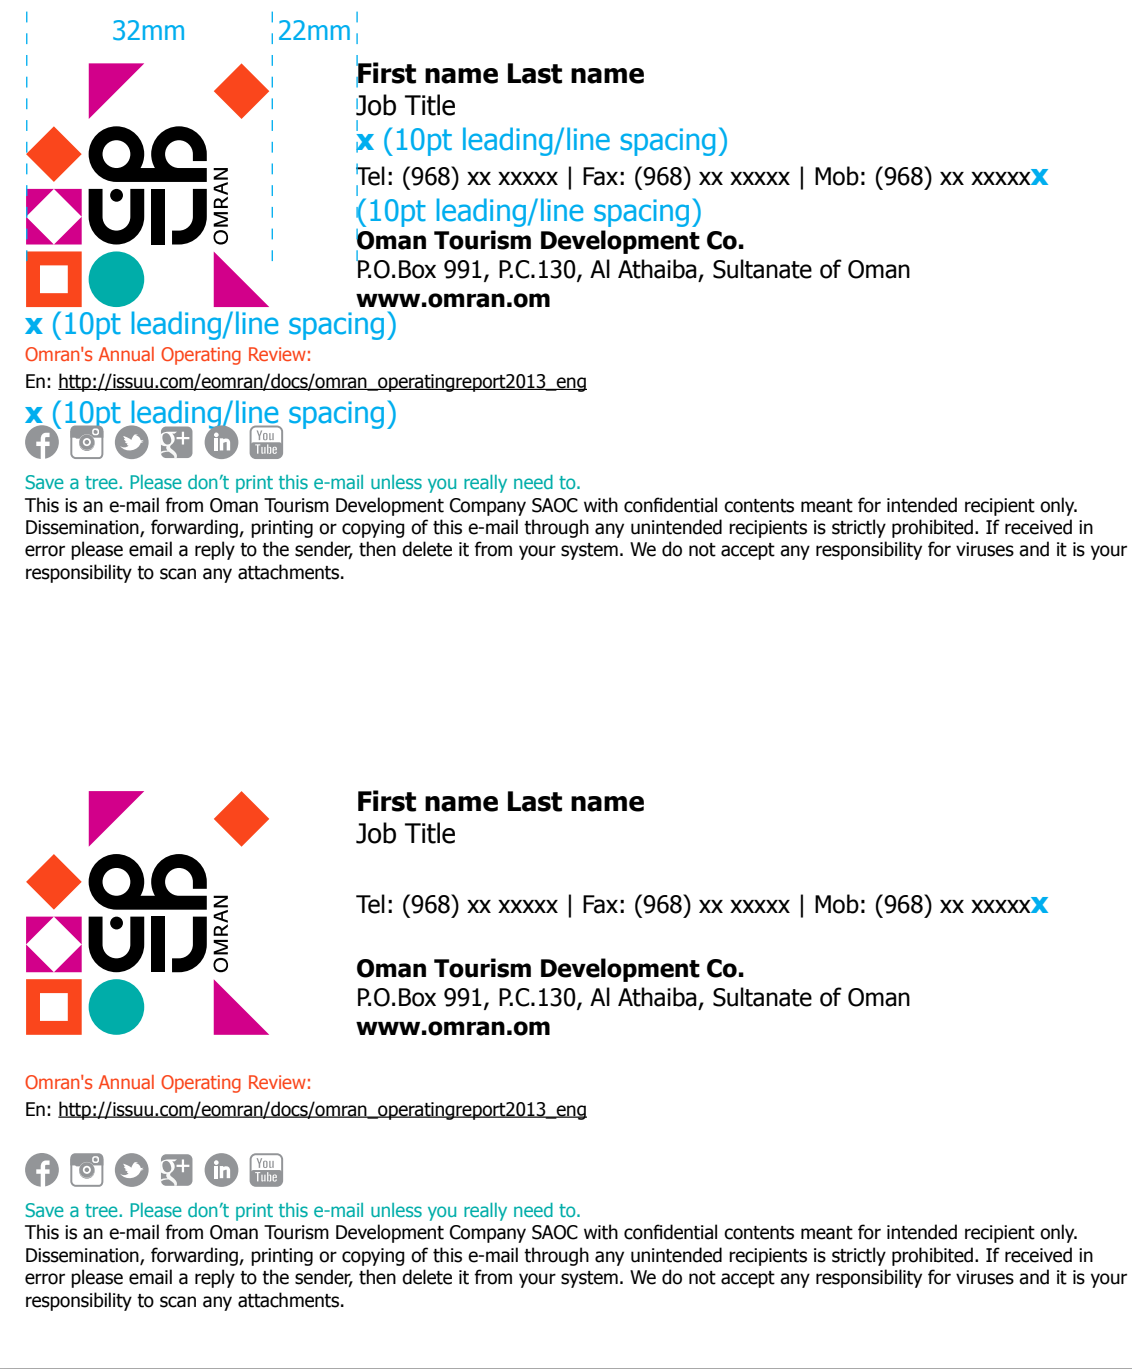 32mm 22mm
First name Last name
Job Title
x (10pt leading/line spacing)
Tel: (968) xx xxxxx | Fax: (968) xx xxxxx | Mob: (968) xx xxxxxx
(10pt leading/line spacing)
Oman Tourism Development Co.
P.O.Box 991, P.C.130, Al Athaiba, Sultanate of Oman
www.omran.om
عمران
OMRAN
x (10pt leading/line spacing)
Omran's Annual Operating Review:
En: http://issuu.com/eomran/docs/omran_operatingreport2013_eng
x (10pt leading/line spacing)
f g+ in You Tube
Save a tree. Please don’t print this e-mail unless you really need to.
This is an e-mail from Oman Tourism Development Company SAOC with confidential contents meant for intended recipient only.
Dissemination, forwarding, printing or copying of this e-mail through any unintended recipients is strictly prohibited. If received in
error please email a reply to the sender, then delete it from your system. We do not accept any responsibility for viruses and it is your
responsibility to scan any attachments.
First name Last name
Job Title
Tel: (968) xx xxxxx | Fax: (968) xx xxxxx | Mob: (968) xx xxxxxx
Oman Tourism Development Co.
P.O.Box 991, P.C.130, Al Athaiba, Sultanate of Oman
www.omran.om
عمران
OMRAN
Omran's Annual Operating Review:
En: http://issuu.com/eomran/docs/omran_operatingreport2013_eng
f g+ in You Tube
Save a tree. Please don’t print this e-mail unless you really need to.
This is an e-mail from Oman Tourism Development Company SAOC with confidential contents meant for intended recipient only.
Dissemination, forwarding, printing or copying of this e-mail through any unintended recipients is strictly prohibited. If received in
error please email a reply to the sender, then delete it from your system. We do not accept any responsibility for viruses and it is your
responsibility to scan any attachments.